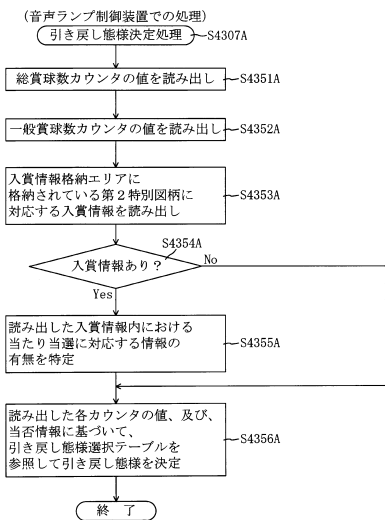 (音声ランプ制御装置での処理)
引き戻し態様決定処理
S4307A
総賞球数カウンタの値を読み出し
S4351A
一般賞球数カウンタの値を読み出し
S4352A
入賞情報格納エリアに
格納されている第2特別図柄に
対応する入賞情報を読み出し
S4353A
S4354A
入賞情報あり?
No
Yes
読み出した入賞情報内における
当たり当選に対応する情報の
有無を特定
S4355A
読み出した各カウンタの値、及び、
当否情報に基づいて、
引き戻し態様選択テーブルを
参照して引き戻し態様を決定
S4356A
終 了